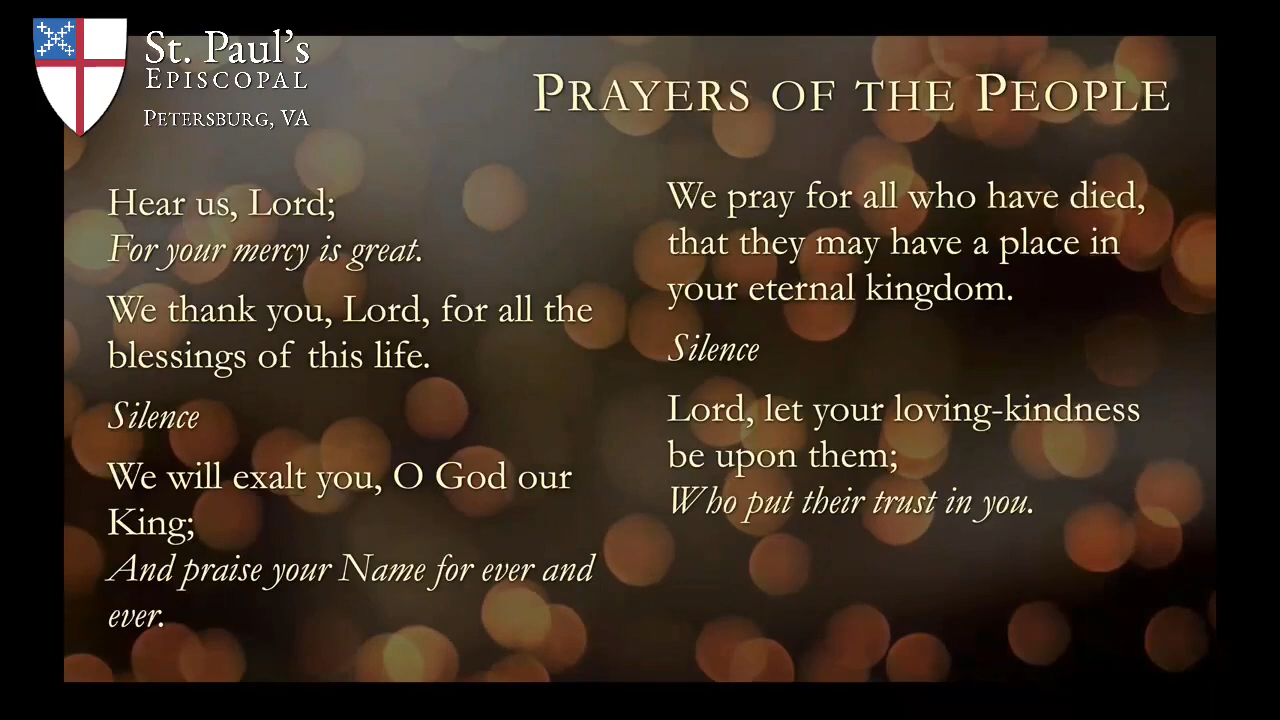 St. Paul's
Episcopal
Petersburg, VA
Prayers of the People
Hear us, Lord;
For your mercy is great.
We thank you, Lord, for all the
blessings of this life.
Silence
We will exalt you, O God our
King;
And praise your Name for ever and
ever.
We pray for all who have died,
that they may have a place in
your eternal kingdom.
Silence
Lord, let your loving-kindness
be upon them;
Who put their trust in you.